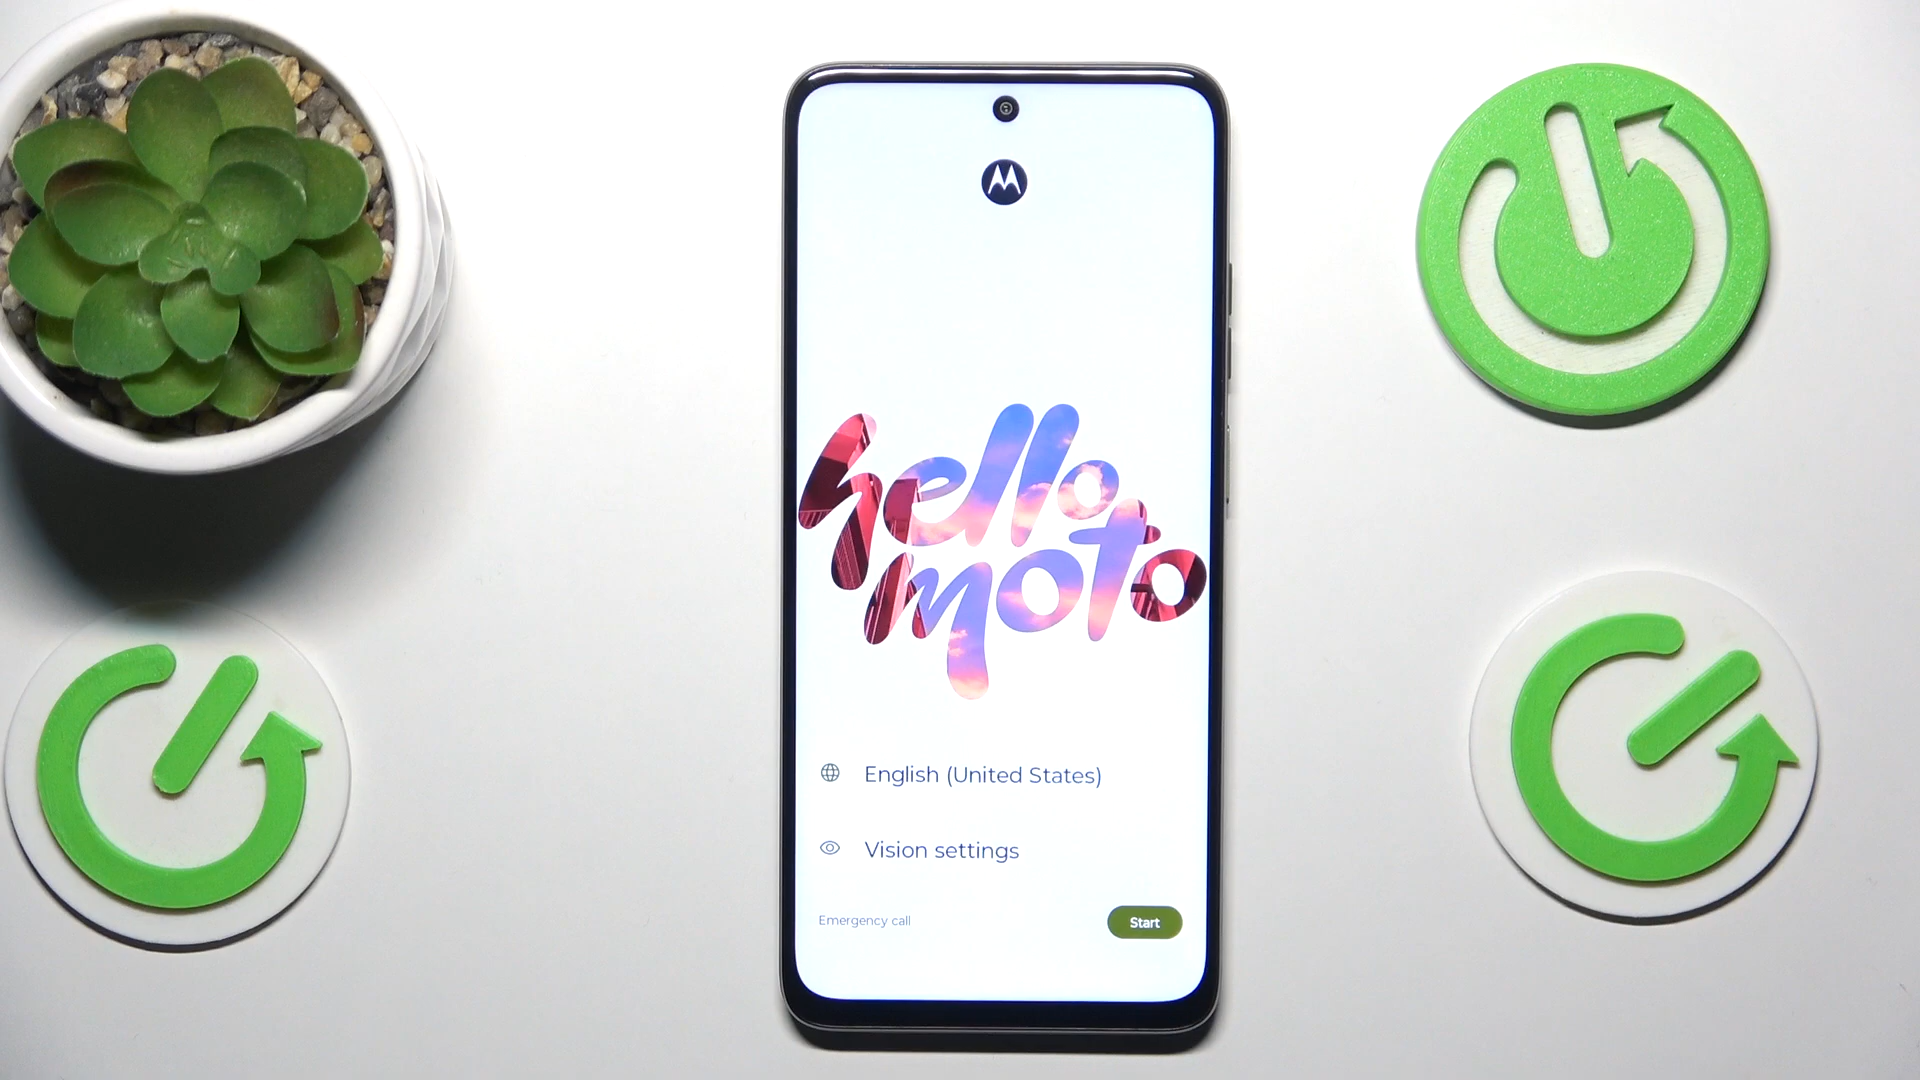 hello
moto
English (United States)
Vision settings
Emergency call
Start